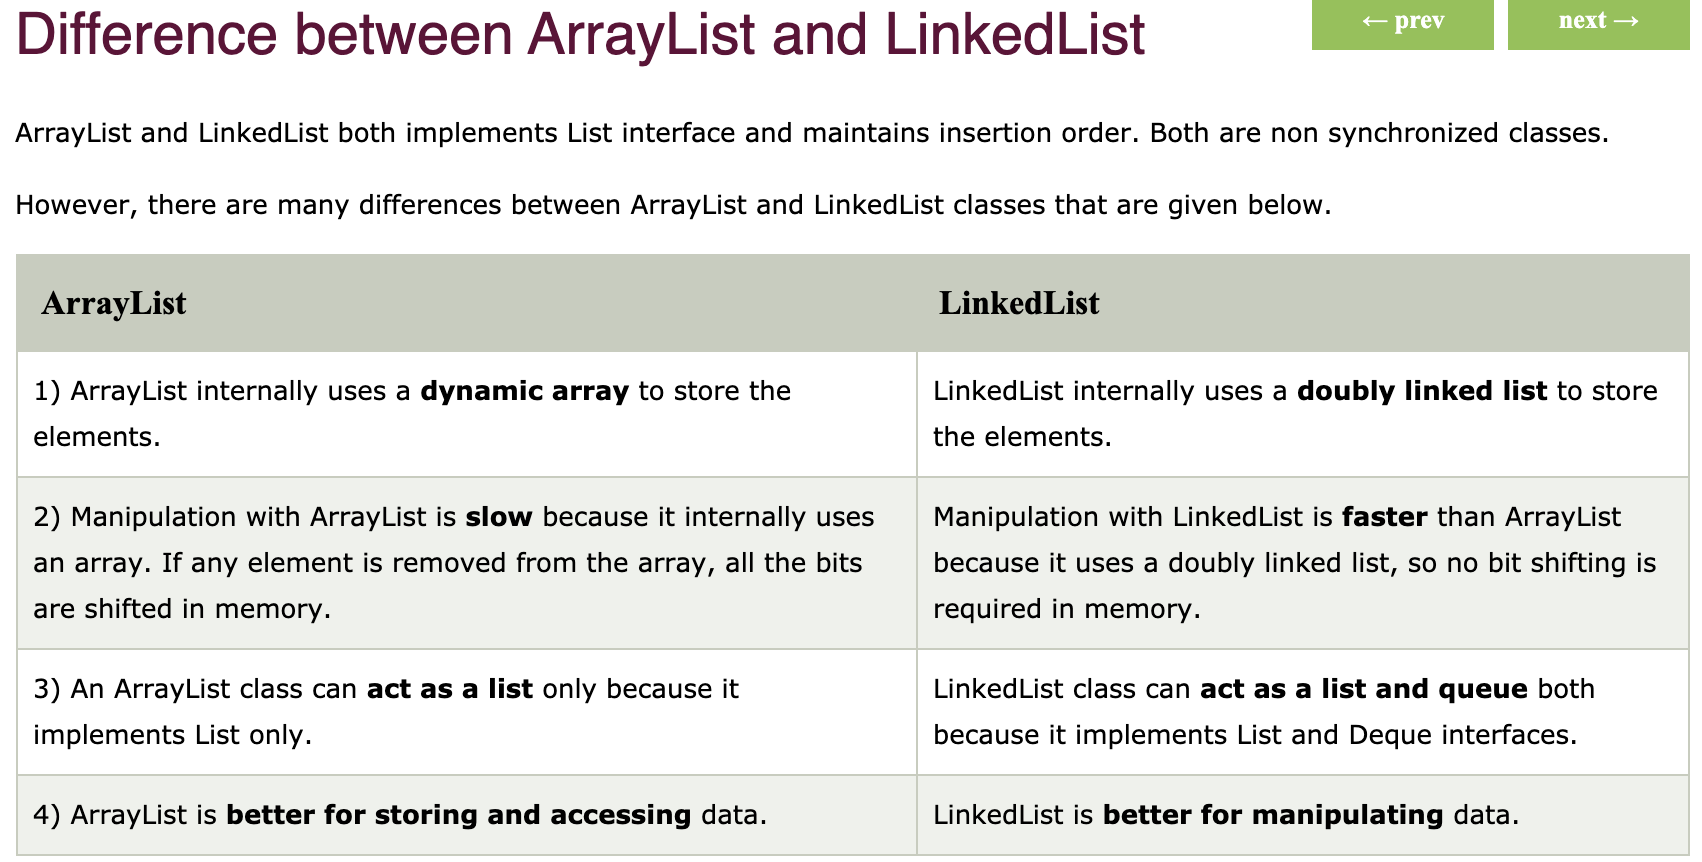 Difference between ArrayList and LinkedList
← prev
next →
ArrayList and LinkedList both implements List interface and maintains insertion order. Both are non synchronized classes.
However, there are many differences between ArrayList and LinkedList classes that are given below.
ArrayList
LinkedList
1) ArrayList internally uses a dynamic array to store the
elements.
LinkedList internally uses a doubly linked list to store
the elements.
2) Manipulation with ArrayList is slow because it internally uses
an array. If any element is removed from the array, all the bits
are shifted in memory.
Manipulation with LinkedList is faster than ArrayList
because it uses a doubly linked list, so no bit shifting is
required in memory.
3) An ArrayList class can act as a list only because it
implements List only.
LinkedList class can act as a list and queue both
because it implements List and Deque interfaces.
4) ArrayList is better for storing and accessing data.
LinkedList is better for manipulating data.